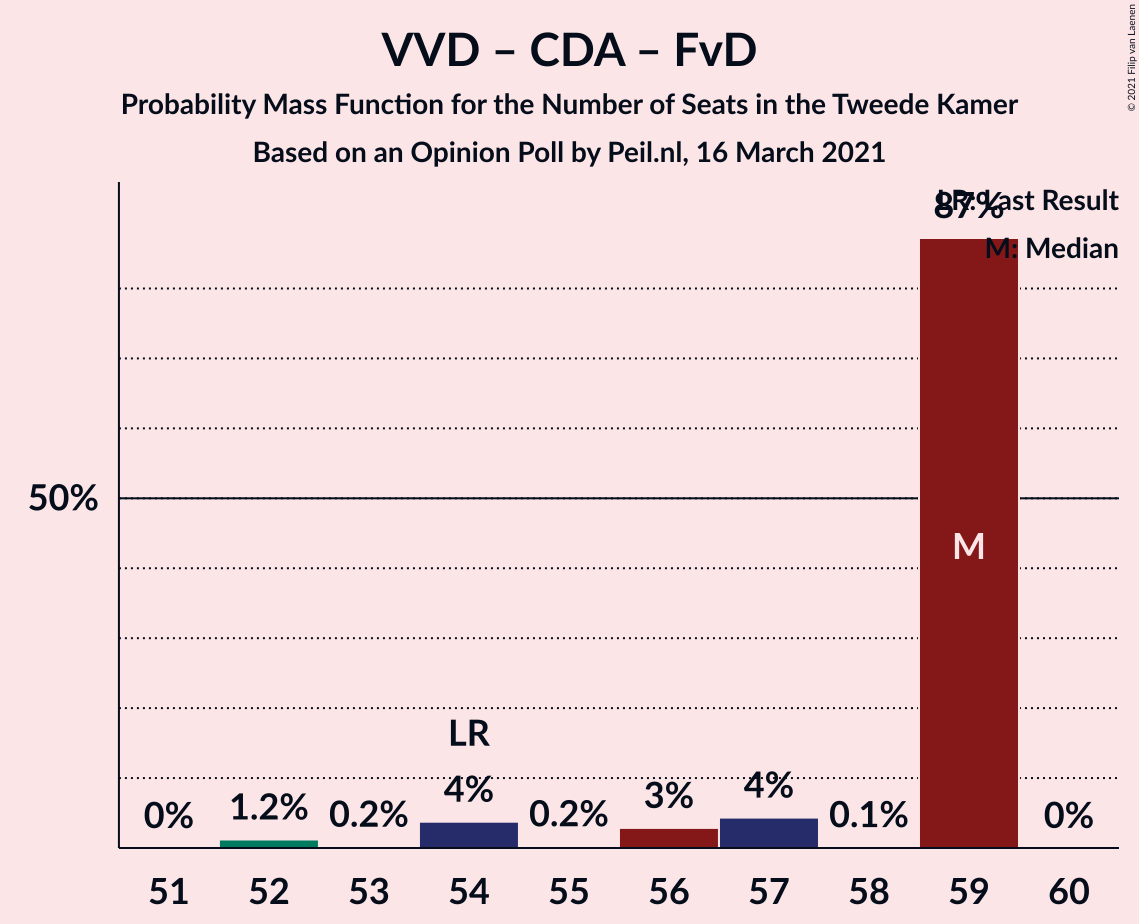 VVD – CDA – FvD
Probability Mass Function for the Number of Seats in the Tweede Kamer
Based on an Opinion Poll by Peil.nl, 16 March 2021
© 2021 Filip van Laenen
87%
LR: Last Result
M: Median
50%
M
LR
0%
1.2%
0.2%
4%
0.2%
3%
4%
0.1%
0%
51 52 53 54 55 56 57 58 59 60